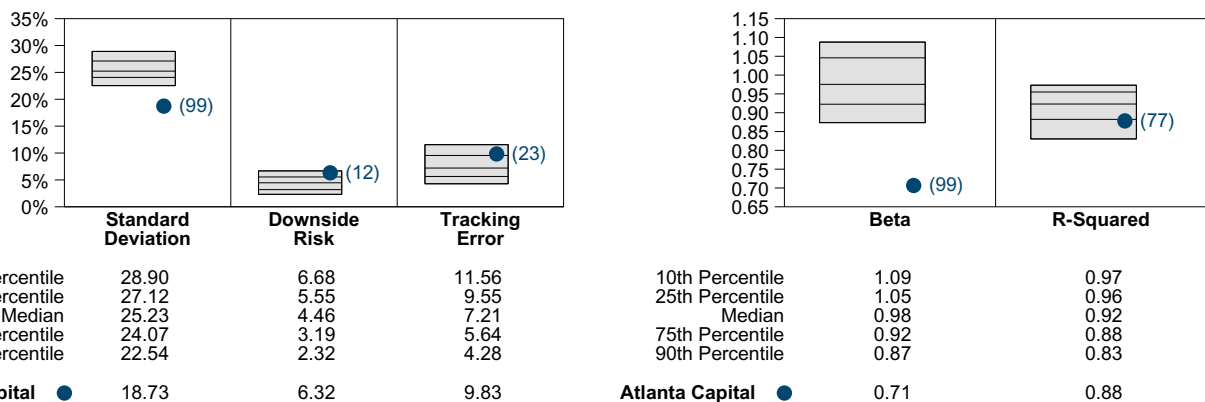 35%
30%
25%
20%
15%
10%
5%
0%
(99)
(12)
(23)
Standard Deviation
Downside Risk
Tracking Error
28.90 6.68 11.56
27.12 5.55 9.55
Median 25.23 4.46 7.21
24.07 3.19 5.64
22.54 2.32 4.28
18.73 6.32 9.83
1.15
1.10
1.05
1.00
0.95
0.90
0.85
0.80
0.75
0.70
0.65
(99)
(77)
Beta
R-Squared
10th Percentile 1.09 0.97
25th Percentile 1.05 0.96
Median 0.98 0.92
75th Percentile 0.92 0.88
90th Percentile 0.87 0.83
Atlanta Capital 0.71 0.88